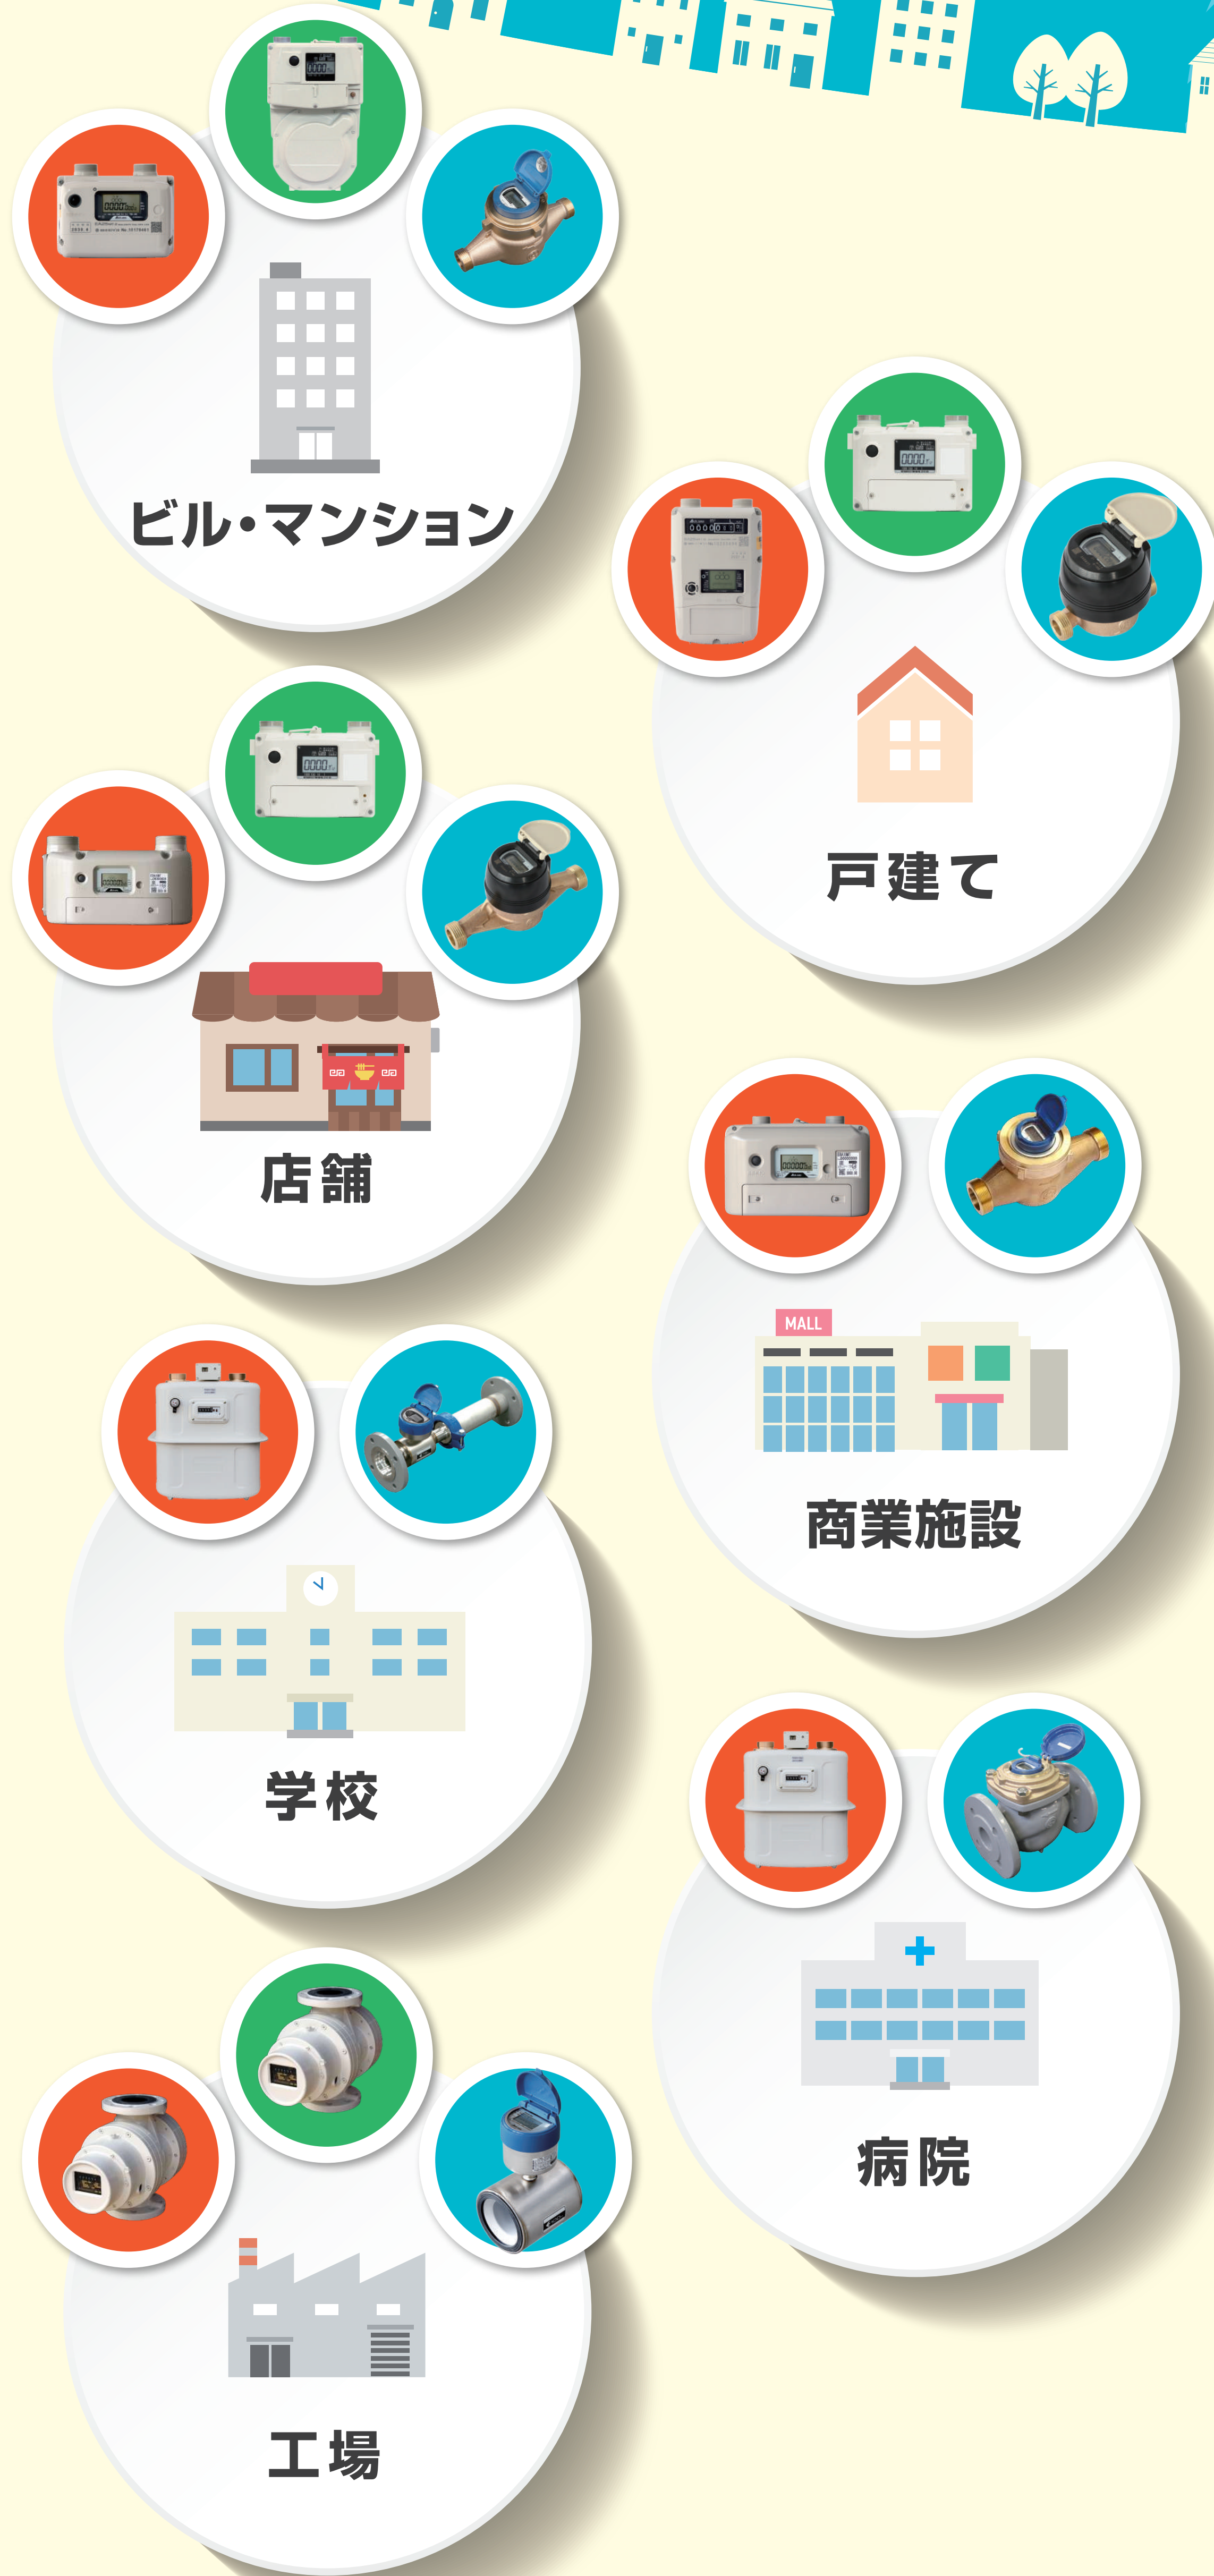 ビル・マンション
戸建て
店舗
MALL
商業施設
学校
病院
工場